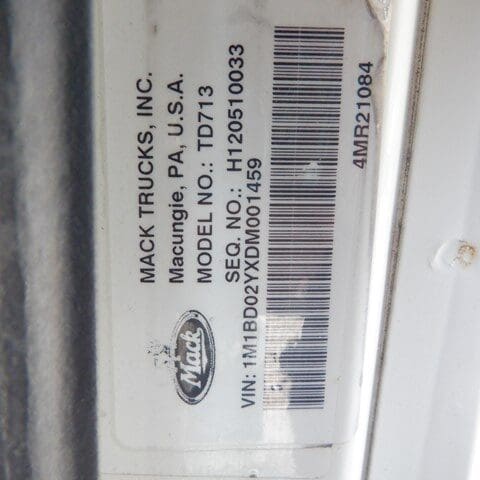 MACK TRUCKS, INC.
Macungie, PA, U.S.A.
MODEL NO.: TD713
SEQ. NO.: H120510033
Mack
VIN: 1M1BD02YXDM001459
4MR21084